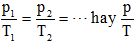 p₁/T₁ = p₂/T₂ = ⋯ hay p/T